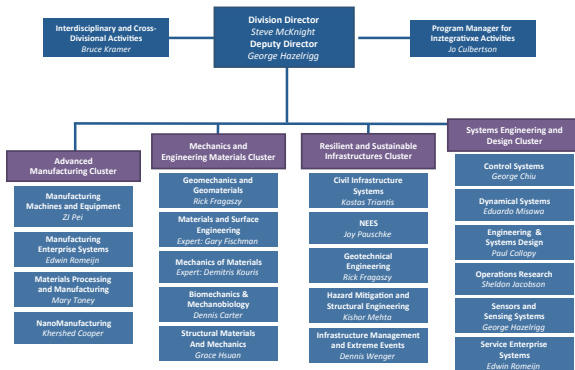 Division Director
Steve McKnight
Deputy Director
George Hazelrigg
Interdisciplinary and Cross-
Divisional Activities
Bruce Kramer
Program Manager for
Inztegrativxe Activities
Jo Culbertson
Advanced
Manufacturing Cluster
Manufacturing
Machines and Equipment
ZJ Pei
Manufacturing
Enterprise Systems
Edwin Romeijn
Materials Processing
and Manufacturing
Mary Toney
NanoManufacturing
Khershed Cooper
Mechanics and
Engineering Materials Cluster
Geomechanics and
Geomaterials
Rick Fragaszy
Materials and Surface
Engineering
Expert: Gary Fischman
Mechanics of Materials
Expert: Demitris Kouris
Biomechanics &
Mechanobiology
Dennis Carter
Structural Materials
And Mechanics
Grace Hsuan
Resilient and Sustainable
Infrastructures Cluster
Civil Infrastructure
Systems
Kostas Triantis
NEES
Joy Pauschke
Geotechnical
Engineering
Rick Fragaszy
Hazard Mitigation and
Structural Engineering
Kishor Mehta
Infrastructure Management
and Extreme Events
Dennis Wenger
Systems Engineering and
Design Cluster
Control Systems
George Chiu
Dynamical Systems
Eduardo Misawa
Engineering &
Systems Design
Paul Collopy
Operations Research
Sheldon Jacobson
Sensors and
Sensing Systems
George Hazelrigg
Service Enterprise
Systems
Edwin Romeijn